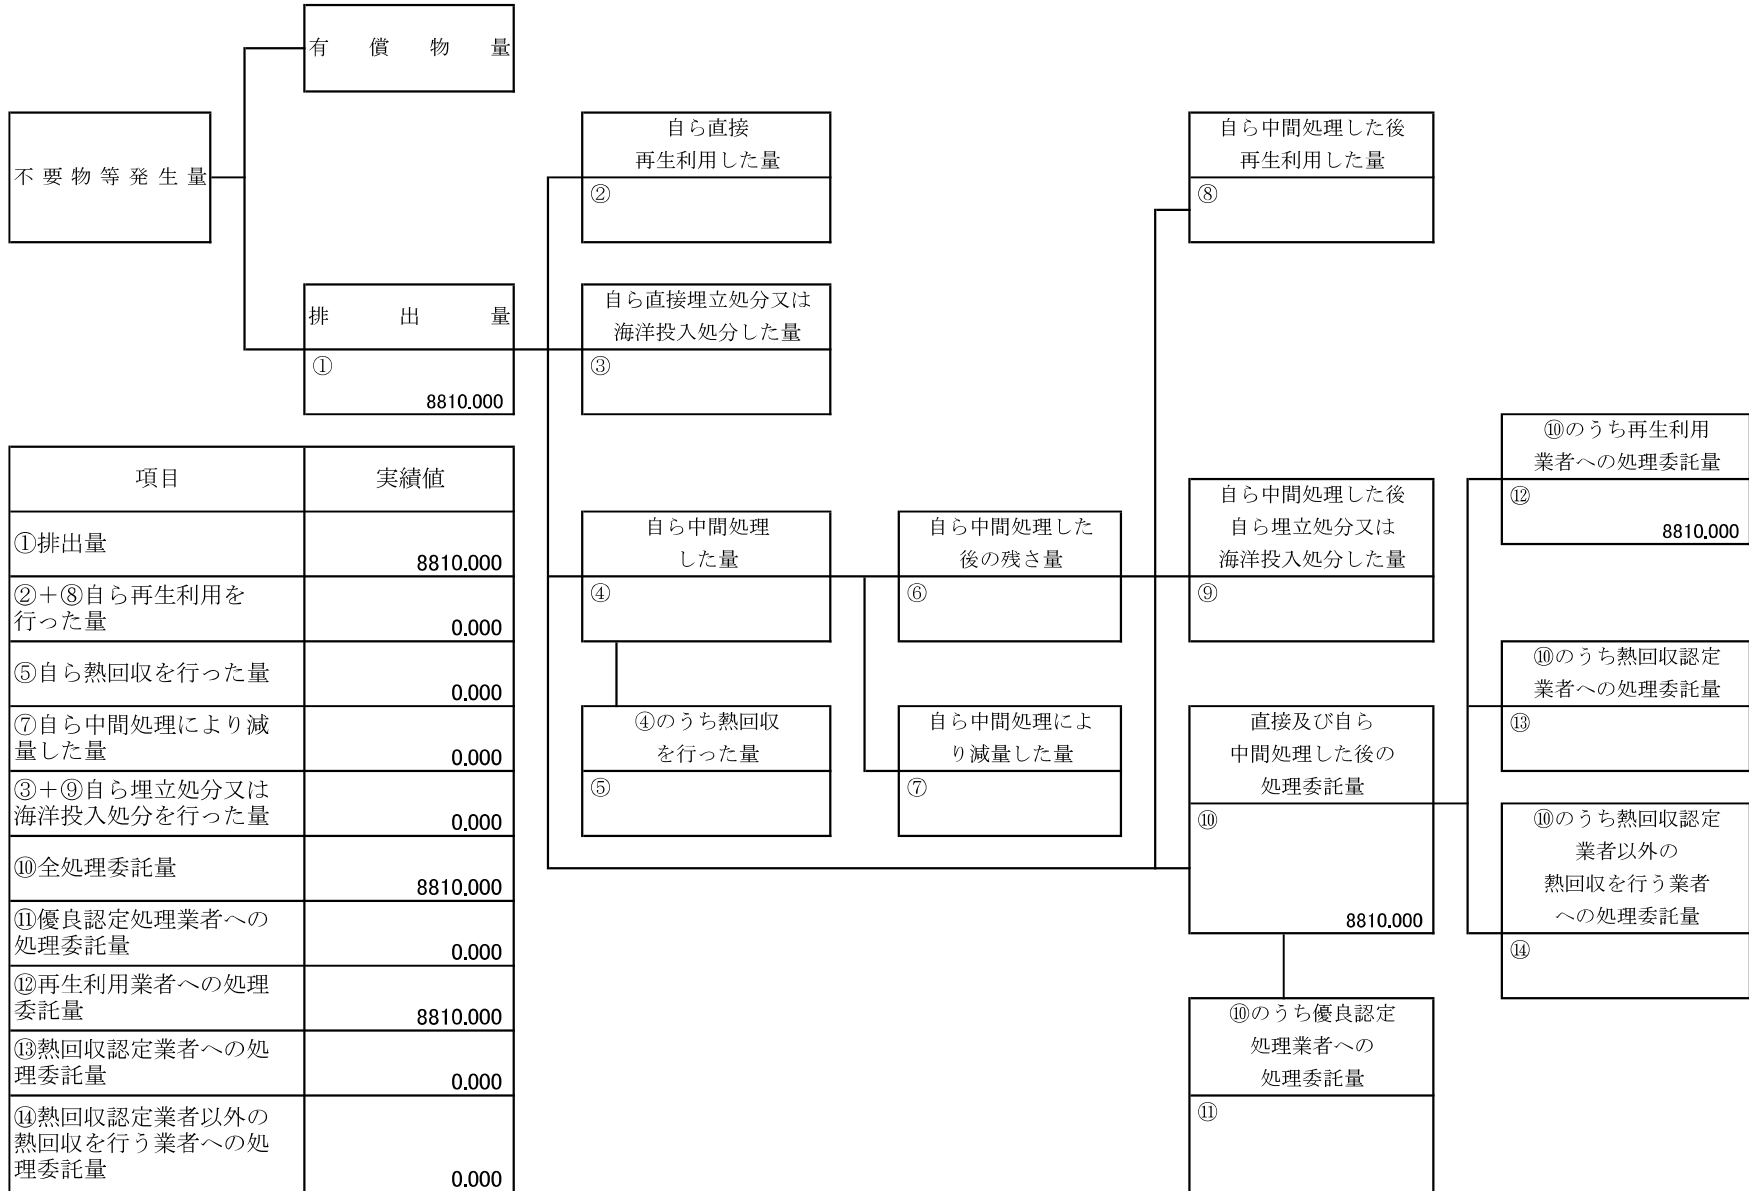 有償物量
不要物等発生量
排出量
①
8810.000
自ら直接
再生利用した量
②
自ら直接埋立処分又は
海洋投入処分した量
③
自ら中間処理
した量
④
④のうち熱回収
を行った量
⑤
自ら中間処理した
後の残さ量
⑥
自ら中間処理によ
り減量した量
⑦
自ら中間処理した後
再生利用した量
⑧
自ら中間処理した後
自ら埋立処分又は
海洋投入処分した量
⑨
直接及び自ら
中間処理した後の
処理委託量
⑩
8810.000
⑩のうち優良認定
処理業者への
処理委託量
⑪
⑩のうち再生利用
業者への処理委託量
⑫
8810.000
⑩のうち熱回収認定
業者への処理委託量
⑬
⑩のうち熱回収認定
業者以外の
熱回収を行う業者
への処理委託量
⑭
項目 実績値
①排出量
8810.000
②+⑧自ら再生利用を
行った量
0.000
⑤自ら熱回収を行った量
0.000
⑦自ら中間処理により減
量した量
0.000
③+⑨自ら埋立処分又は
海洋投入処分を行った量
0.000
⑩全処理委託量
8810.000
⑪優良認定処理業者への
処理委託量
0.000
⑫再生利用業者への処理
委託量
8810.000
⑬熱回収認定業者への処
理委託量
0.000
⑭熱回収認定業者以外の
熱回収を行う業者への処
理委託量
0.000